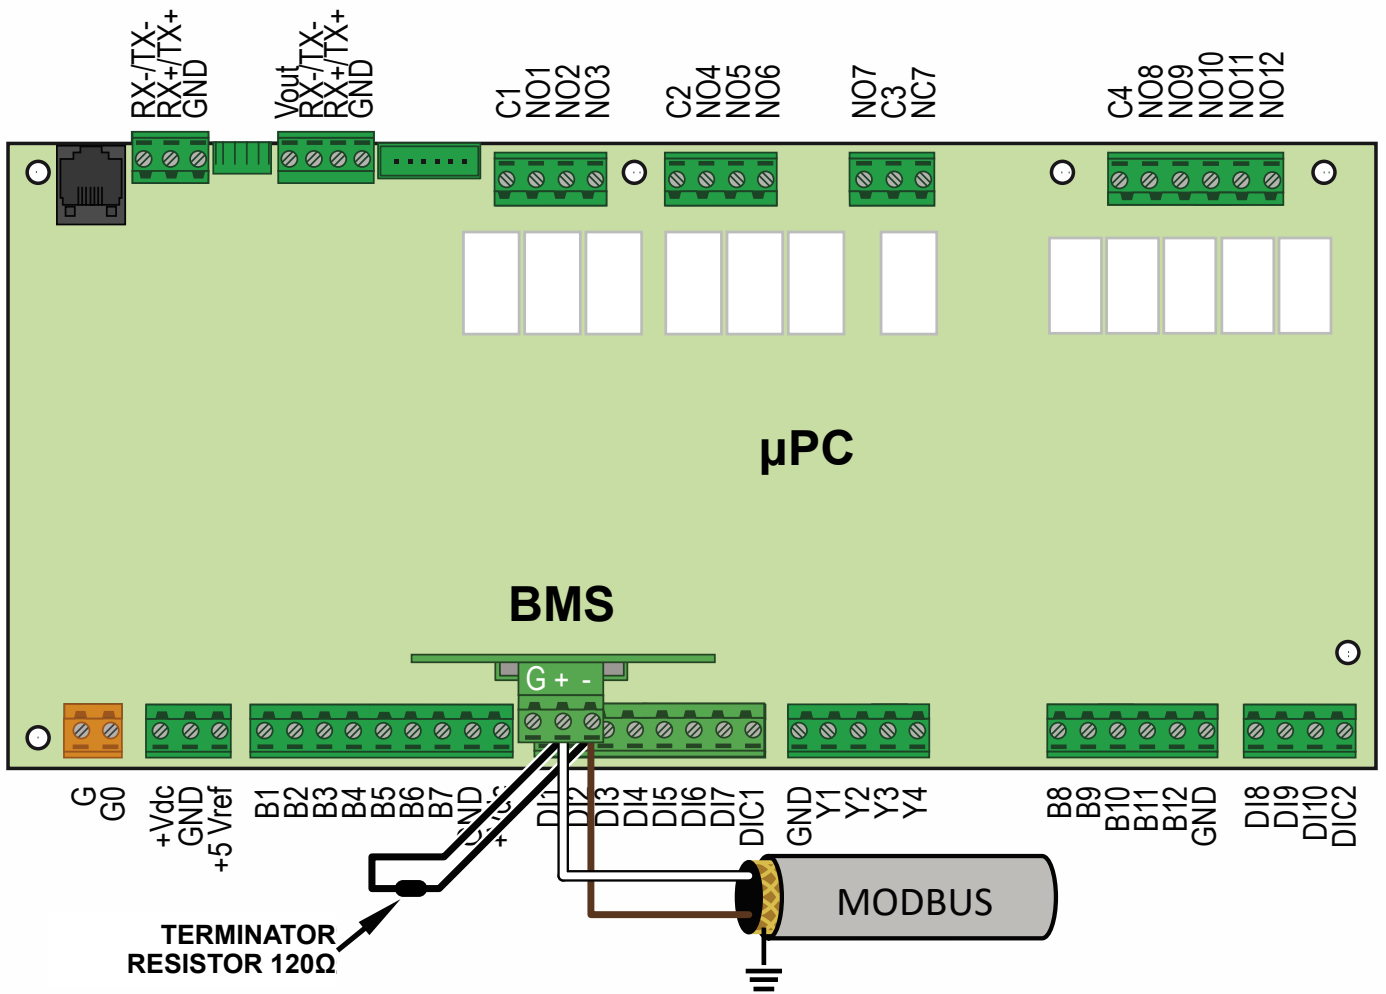 RX-/TX-
RX+/TX+
GND
Vout
RX-/TX-
RX+/TX+
GND
C1
NO1
NO2
NO3
C2
NO4
NO5
NO6
NO7
C3
NC7
C4
NO8
NO9
NO10
NO11
NO12
µPC
BMS
G + -
G
G0
+Vdc
GND
+5 Vref
B1
B2
B3
B4
B5
B6
B7
GND
DI1
DI2
DI3
DI4
DI5
DI6
DI7
DIC1
GND
Y1
Y2
Y3
Y4
B8
B9
B10
B11
B12
GND
DI8
DI9
DI10
DIC2
MODBUS
TERMINATOR
RESISTOR 120Ω